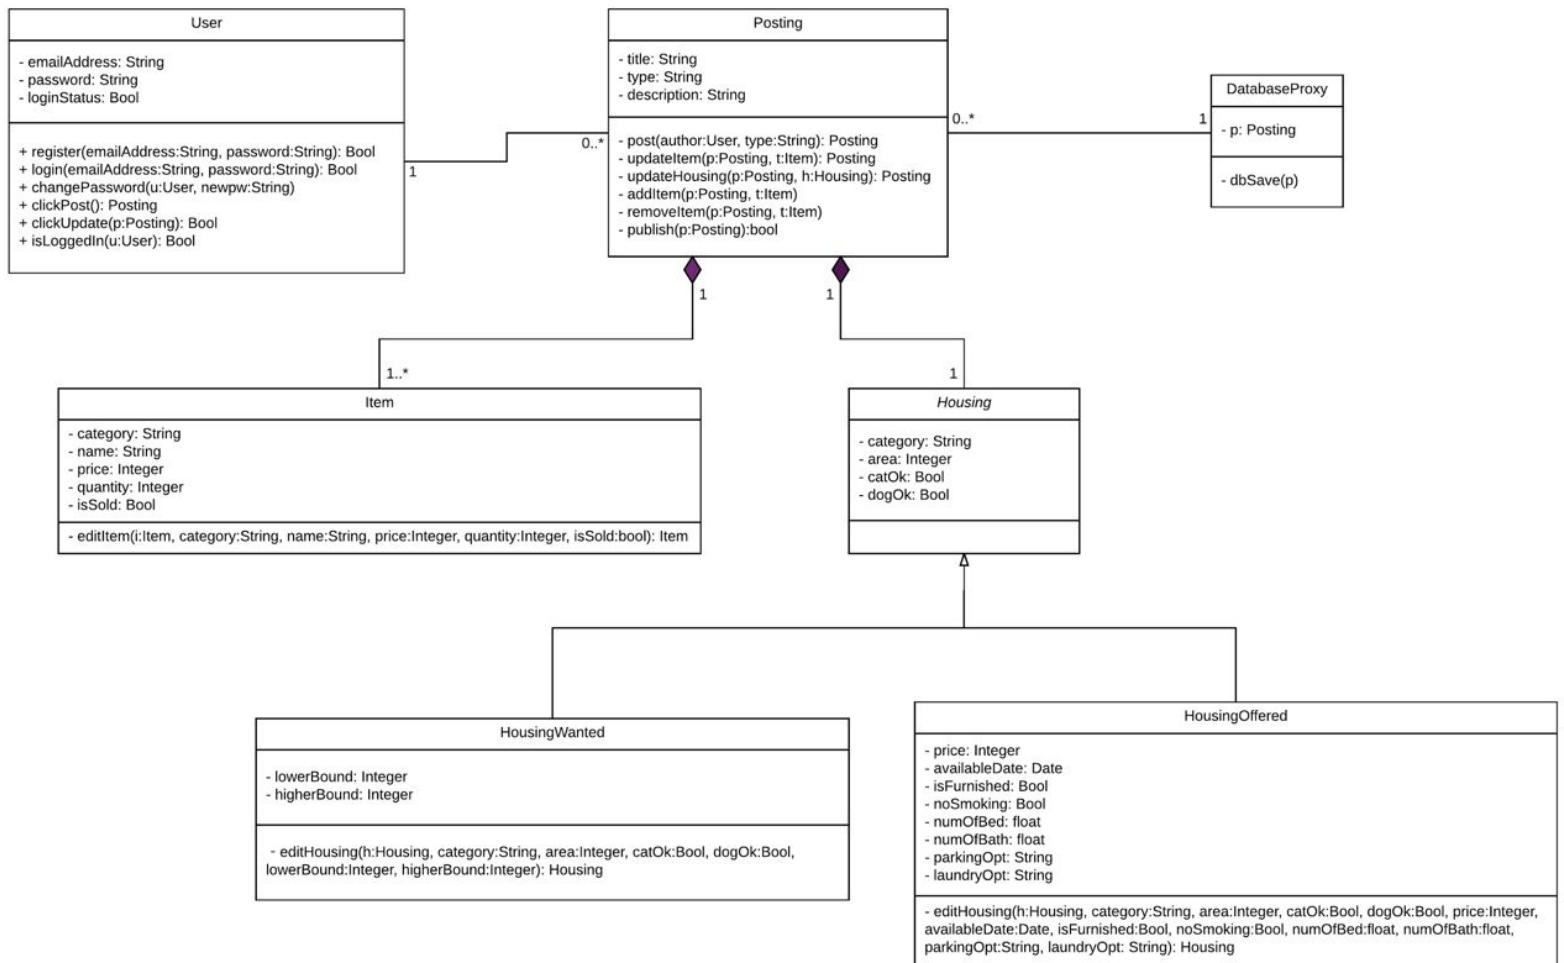 User
- emailAddress: String
- password: String
- loginStatus: Bool
+ register(emailAddress:String, password:String): Bool
+ login(emailAddress:String, password:String): Bool
+ changePassword(u:User, newpw:String)
+ clickPost(): Posting
+ clickUpdate(p:Posting): Bool
+ isLoggedIn(u:User): Bool
1
0..*
Posting
- title: String
- type: String
- description: String
- post(author:User, type:String): Posting
- updateItem(p:Posting, t:Item): Posting
- updateHousing(p:Posting, h:Housing): Posting
- addItem(p:Posting, t:Item)
- removeItem(p:Posting, t:Item)
- publish(p:Posting):bool
0..*
1
DatabaseProxy
- p: Posting
- dbSave(p)
1
1
1..*
1
Item
- category: String
- name: String
- price: Integer
- quantity: Integer
- isSold: Bool
- editItem(i:Item, category:String, name:String, price:Integer, quantity:Integer, isSold:bool): Item
Housing
- category: String
- area: Integer
- catOk: Bool
- dogOk: Bool
HousingWanted
- lowerBound: Integer
- higherBound: Integer
- editHousing(h:Housing, category:String, area:Integer, catOk:Bool, dogOk:Bool,
lowerBound:Integer, higherBound:Integer): Housing
HousingOffered
- price: Integer
- availableDate: Date
- isFurnished: Bool
- noSmoking: Bool
- numOfBed: float
- numOfBath: float
- parkingOpt: String
- laundryOpt: String
- editHousing(h:Housing, category:String, area:Integer, catOk:Bool, dogOk:Bool, price:Integer,
availableDate:Date, isFurnished:Bool, noSmoking:Bool, numOfBed:float, numOfBath:float,
parkingOpt:String, laundryOpt: String): Housing